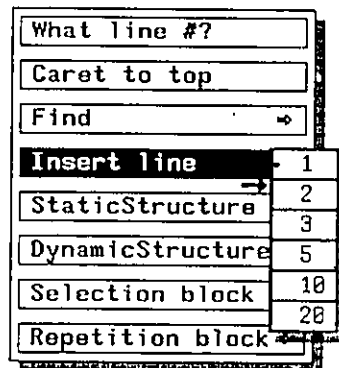 What line #?
Caret to top
Find
Insert line
StaticStructure
DynamicStructure
Selection block
Repetition block
1
2
3
5
10
20